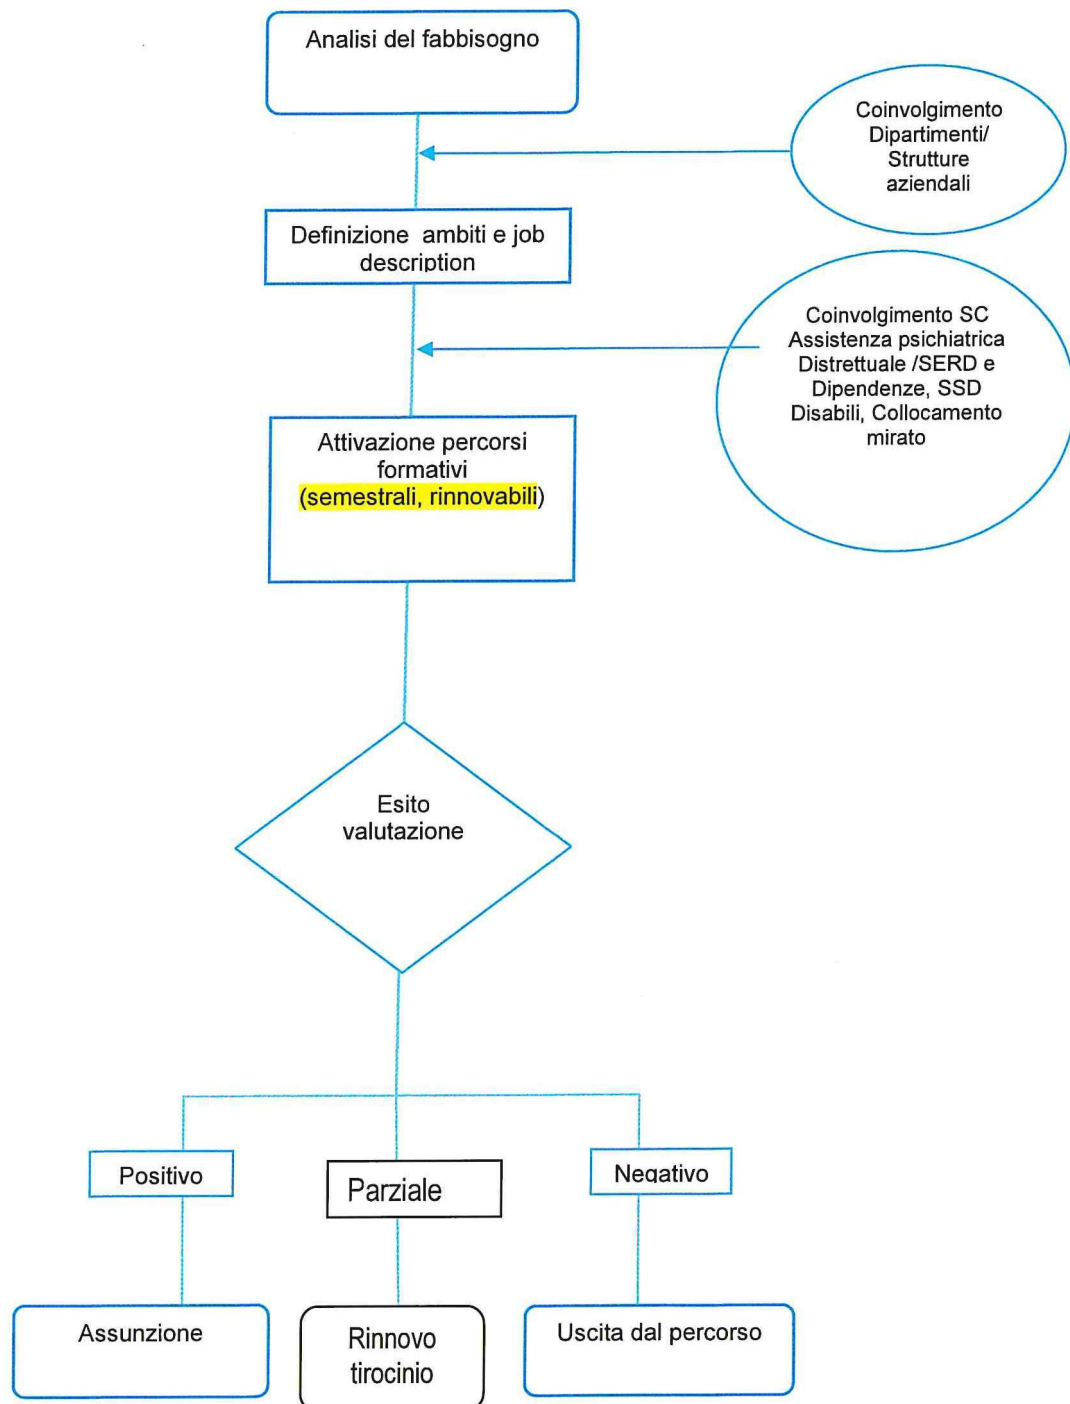 Analisi del fabbisogno
Coinvolgimento
Dipartimenti/
Strutture
aziendali
Definizione ambiti e job
description
Coinvolgimento SC
Assistenza psichiatrica
Distrettuale /SERD e
Dipendenze, SSD
Disabili, Collocamento
mirato
Attivazione percorsi
formativi
(semestrali, rinnovabili)
Esito
valutazione
Positivo
Parziale
Negativo
Assunzione
Rinnovo
tirocinio
Uscita dal percorso